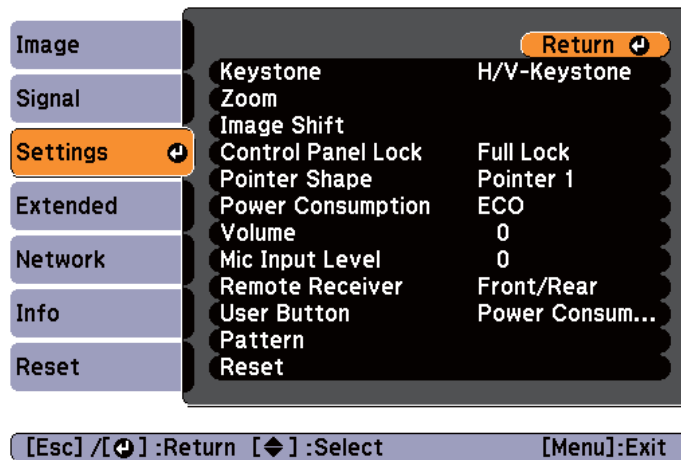 Image
Signal
Settings
Extended
Network
Info
Reset
Return
Keystone H/V-Keystone
Zoom
Image Shift
Control Panel Lock Full Lock
Pointer Shape Pointer 1
Power Consumption ECO
Volume 0
Mic Input Level 0
Remote Receiver Front/Rear
User Button Power Consum...
Pattern
Reset
[Esc] /[⏎] :Return [◆] :Select [Menu]:Exit